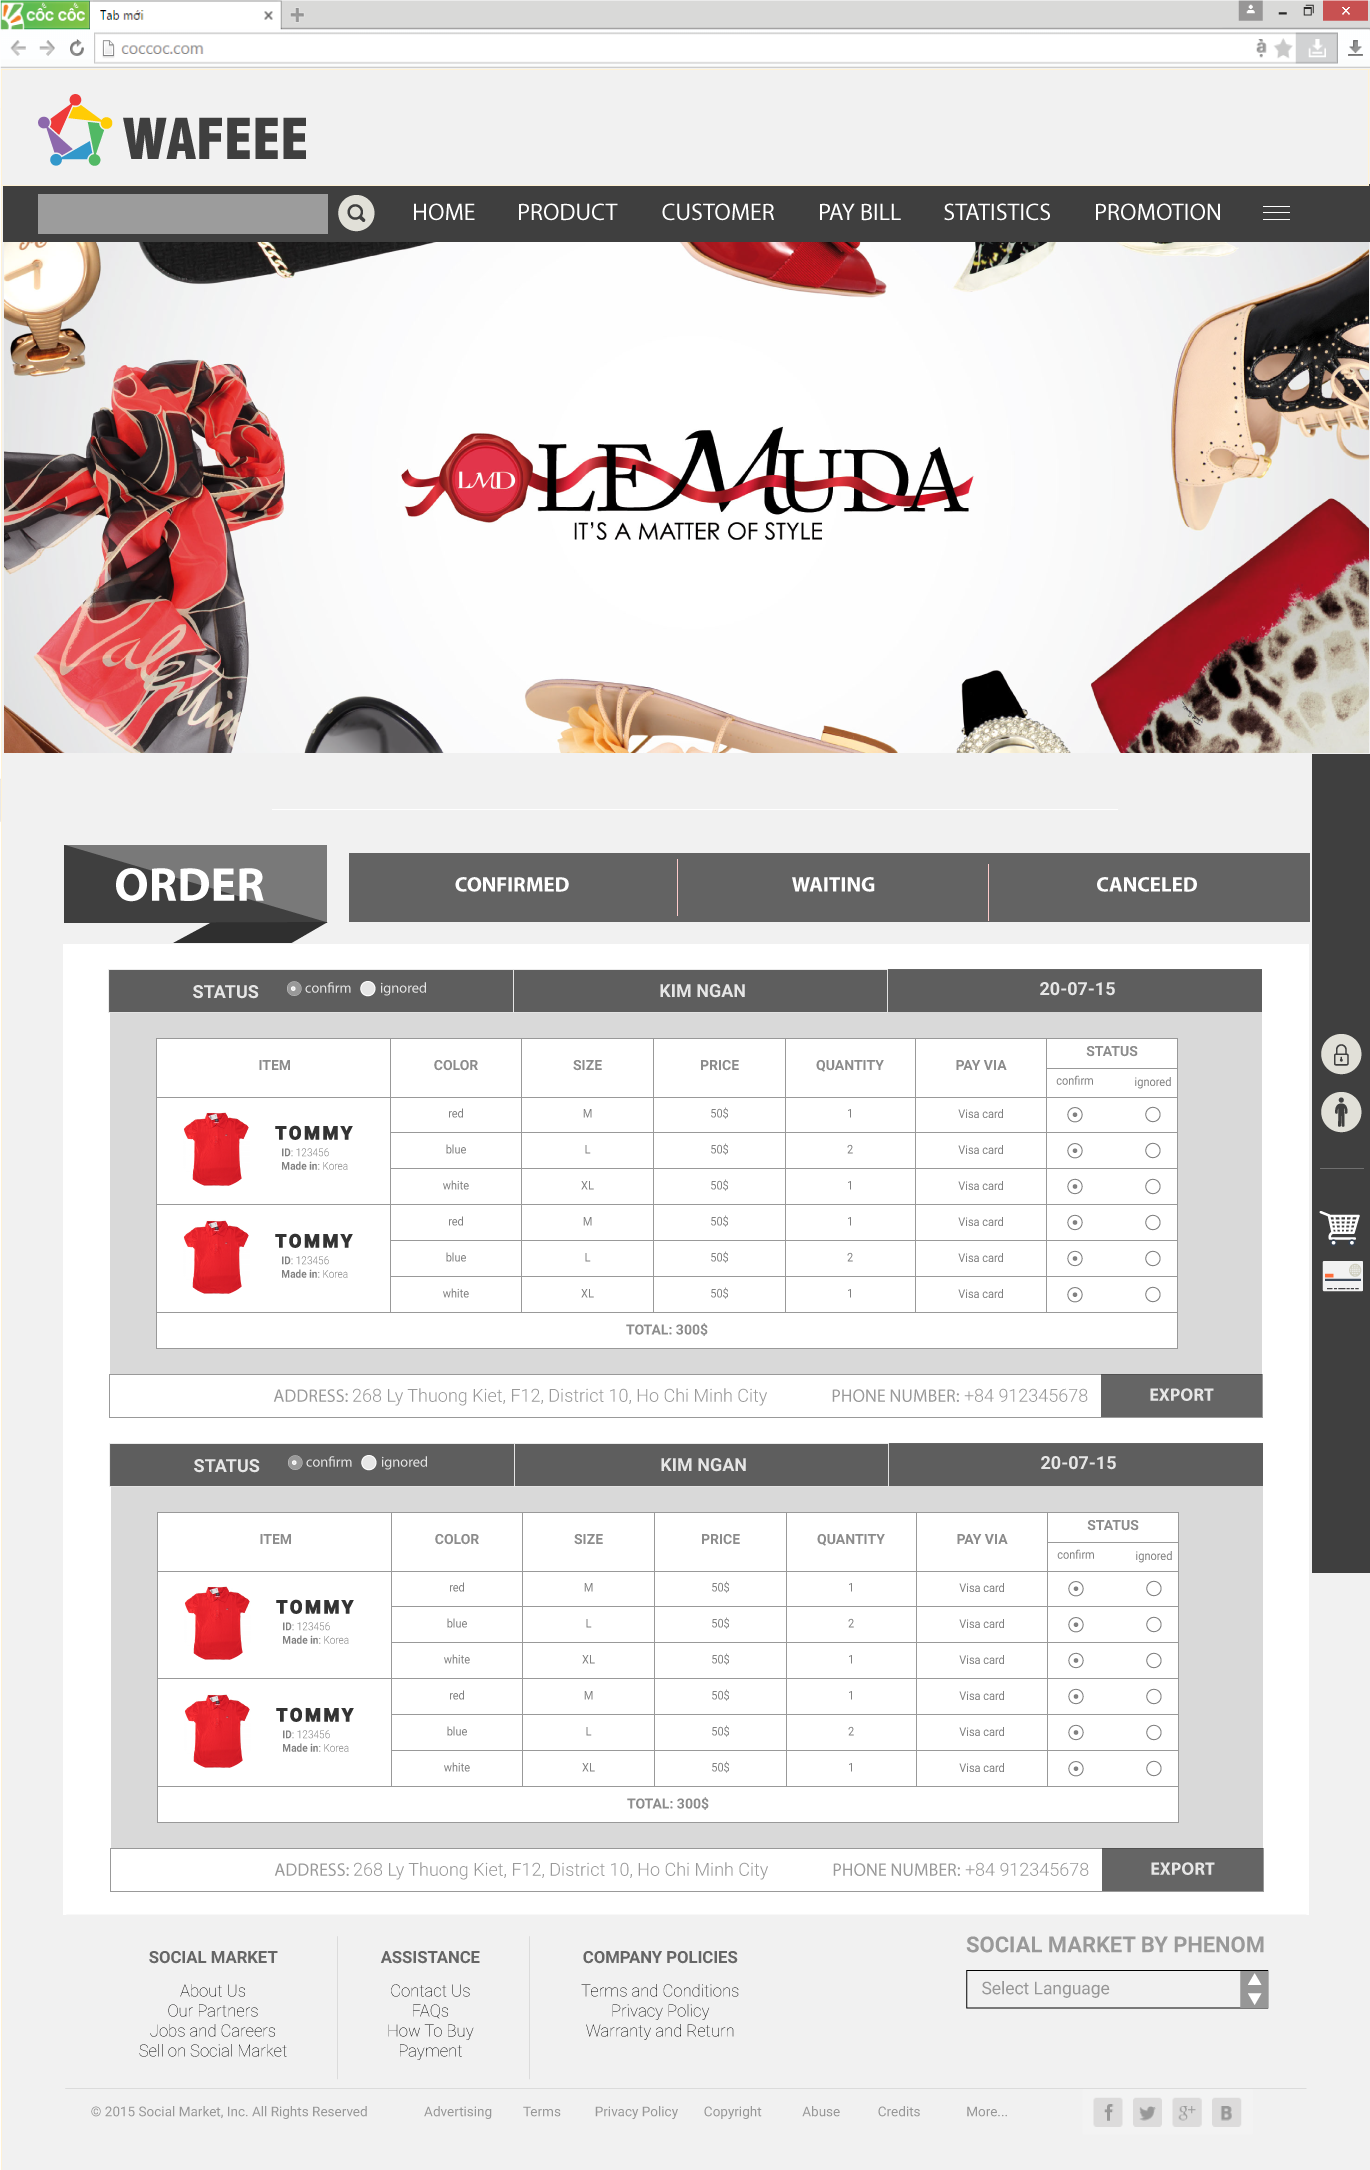 cốc cốc Tab mới
coccoc.com
WAFEEE
HOME PRODUCT CUSTOMER PAY BILL STATISTICS PROMOTION
LMD LEMUDA
IT'S A MATTER OF STYLE
Valentin
ORDER CONFIRMED WAITING CANCELED
STATUS confirm ignored KIM NGAN 20-07-15
ITEM COLOR SIZE PRICE QUANTITY PAY VIA STATUS
confirm ignored
red M 50$ 1 Visa card
TOMMY
ID: 123456 blue L 50$ 2 Visa card
Made in: Korea
white XL 50$ 1 Visa card
red M 50$ 1 Visa card
TOMMY
ID: 123456 blue L 50$ 2 Visa card
Made in: Korea
white XL 50$ 1 Visa card
TOTAL: 300$
ADDRESS: 268 Ly Thuong Kiet, F12, District 10, Ho Chi Minh City PHONE NUMBER: +84 912345678 EXPORT
STATUS confirm ignored KIM NGAN 20-07-15
ITEM COLOR SIZE PRICE QUANTITY PAY VIA STATUS
confirm ignored
red M 50$ 1 Visa card
TOMMY
ID: 123456 blue L 50$ 2 Visa card
Made in: Korea
white XL 50$ 1 Visa card
red M 50$ 1 Visa card
TOMMY
ID: 123456 blue L 50$ 2 Visa card
Made in: Korea
white XL 50$ 1 Visa card
TOTAL: 300$
ADDRESS: 268 Ly Thuong Kiet, F12, District 10, Ho Chi Minh City PHONE NUMBER: +84 912345678 EXPORT
SOCIAL MARKET
About Us
Our Partners
Jobs and Careers
Sell on Social Market
ASSISTANCE
Contact Us
FAQs
How To Buy
Payment
COMPANY POLICIES
Terms and Conditions
Privacy Policy
Warranty and Return
SOCIAL MARKET BY PHENOM
Select Language
© 2015 Social Market, Inc. All Rights Reserved Advertising Terms Privacy Policy Copyright Abuse Credits More... f g+ B